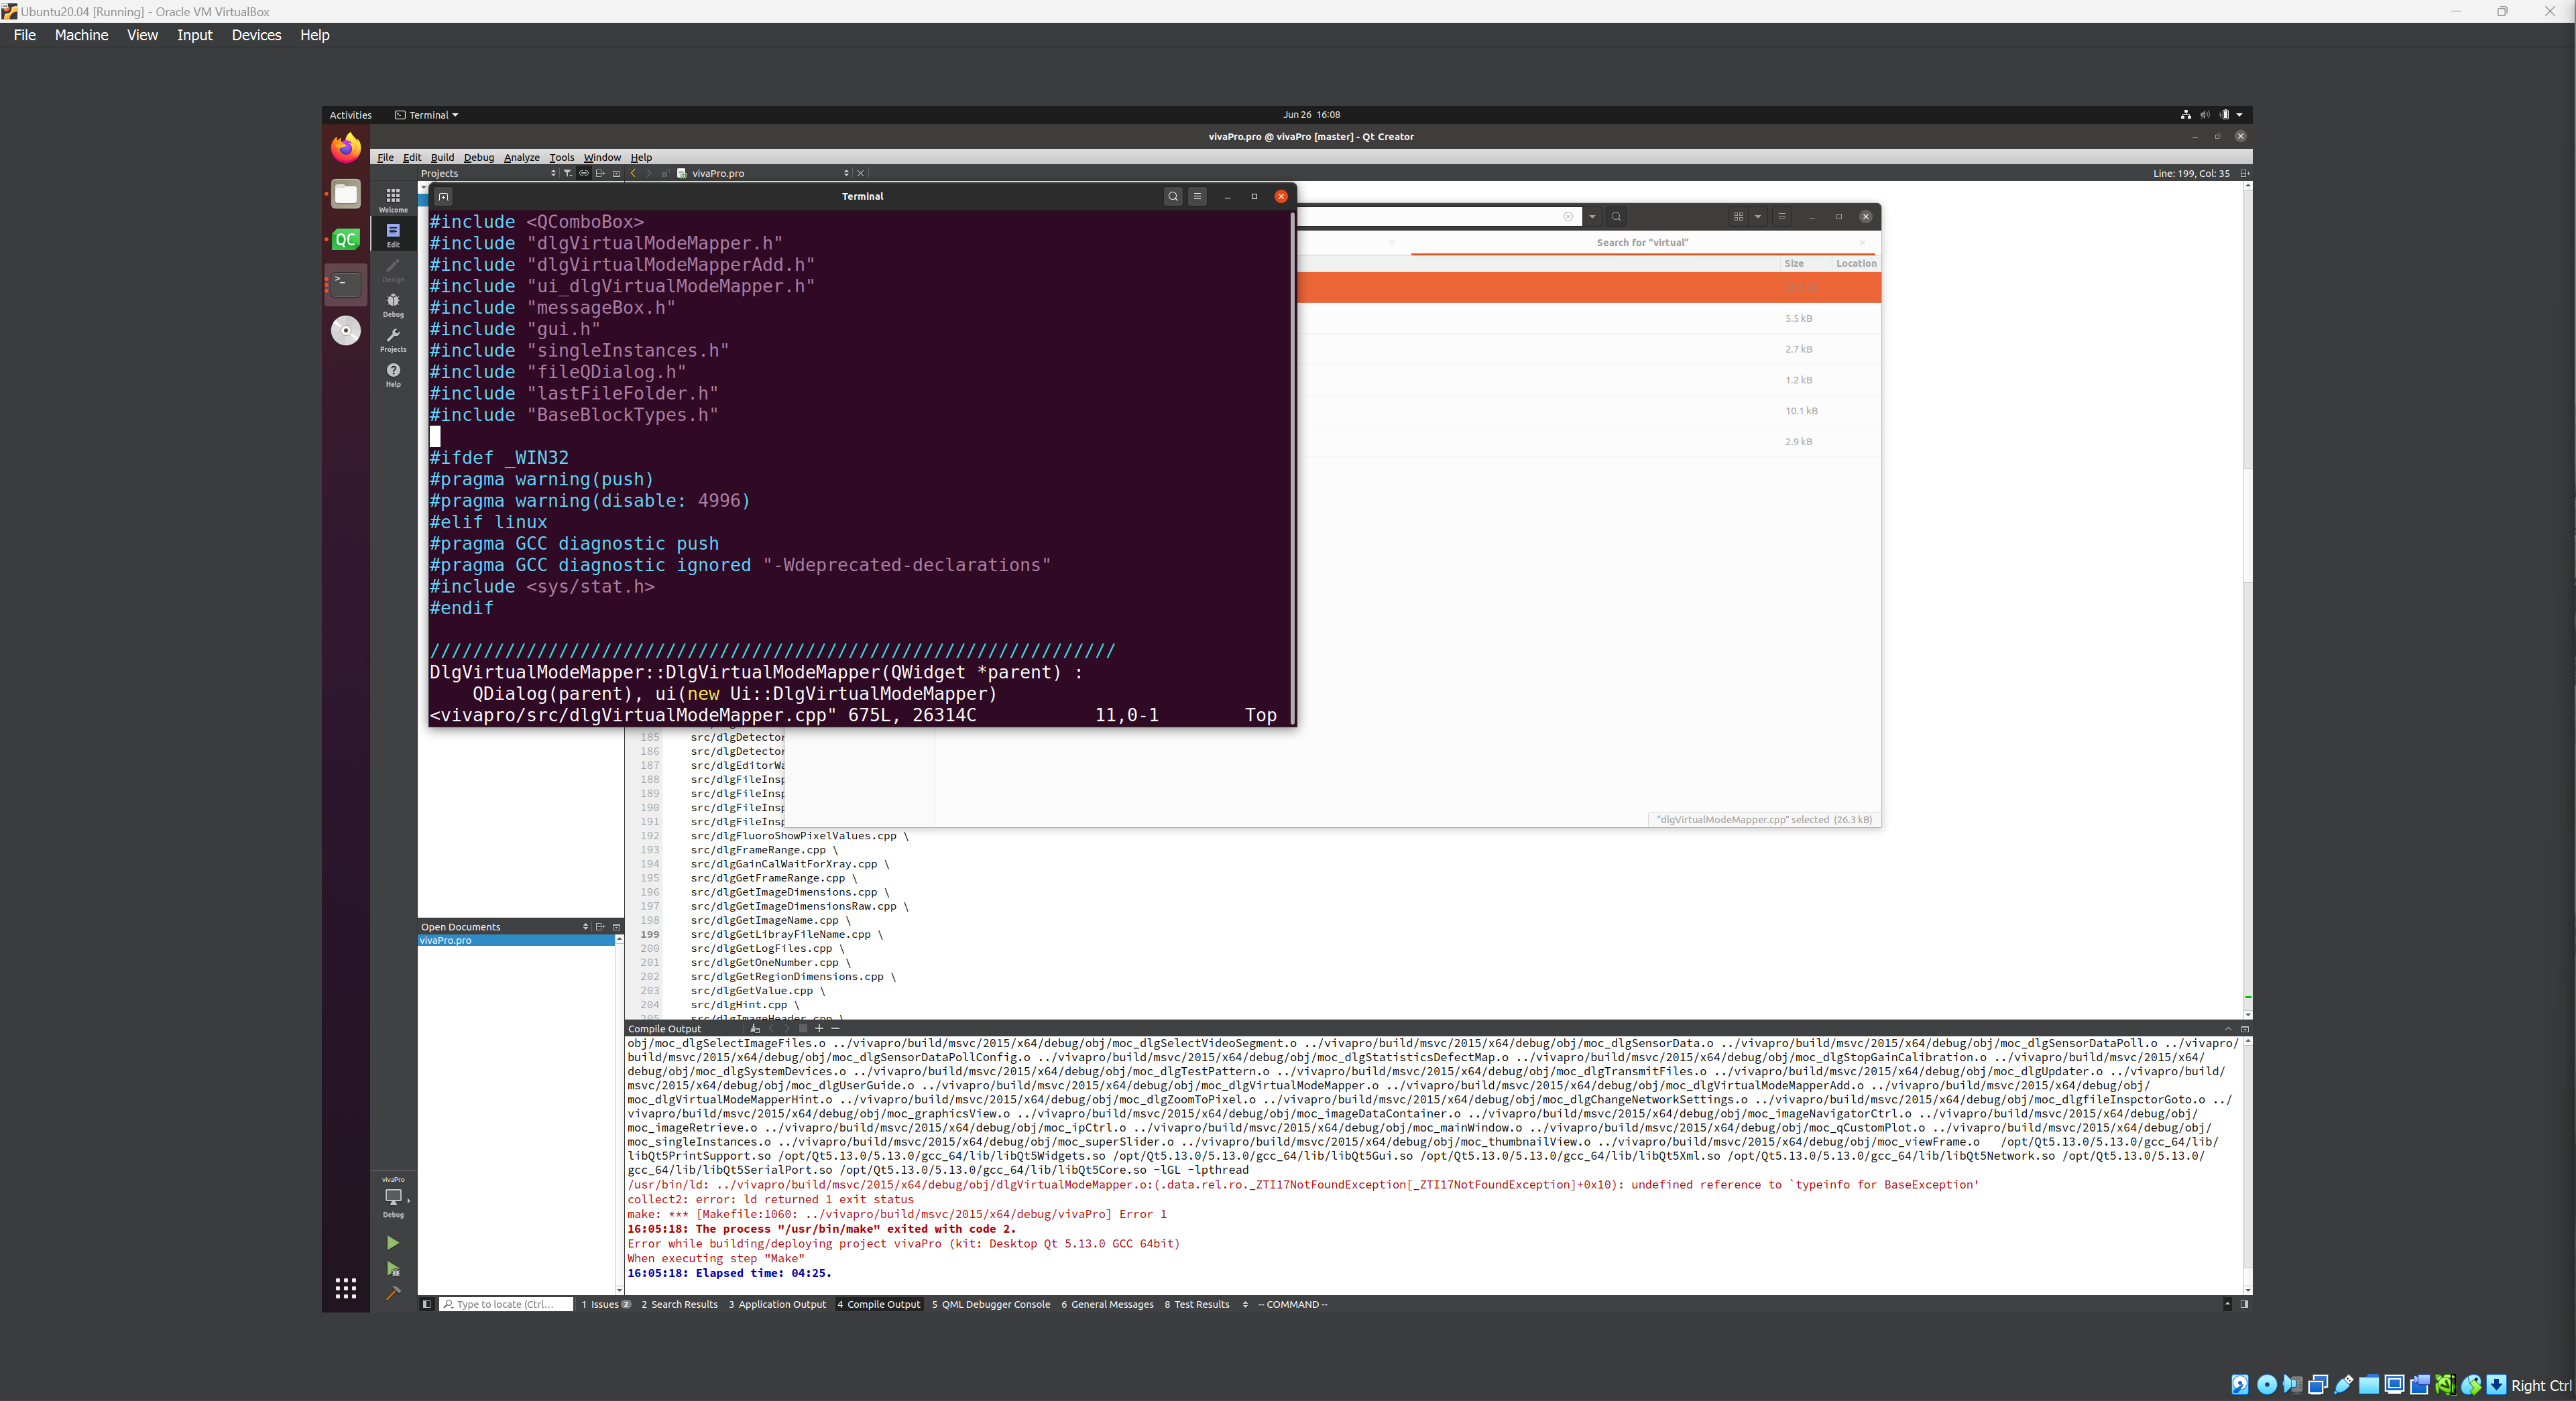 Ubuntu20.04 [Running] - Oracle VM VirtualBox
File Machine View Input Devices Help
Activities Terminal Jun 26 16:08
vivaPro.pro @ vivaPro [master] - Qt Creator
File Edit Build Debug Analyze Tools Window Help
Projects vivaPro.pro Line: 199, Col: 35
Welcome
Edit
Design
Debug
Projects
Help
Terminal
#include <QComboBox>
#include "dlgVirtualModeMapper.h"
#include "dlgVirtualModeMapperAdd.h"
#include "ui_dlgVirtualModeMapper.h"
#include "messageBox.h"
#include "gui.h"
#include "singleInstances.h"
#include "fileQDialog.h"
#include "lastFileFolder.h"
#include "BaseBlockTypes.h"
#ifdef _WIN32
#pragma warning(push)
#pragma warning(disable: 4996)
#elif linux
#pragma GCC diagnostic push
#pragma GCC diagnostic ignored "-Wdeprecated-declarations"
#include <sys/stat.h>
#endif
////////////////////////////////////////////////////////////////
DlgVirtualModeMapper::DlgVirtualModeMapper(QWidget *parent) :
QDialog(parent), ui(new Ui::DlgVirtualModeMapper)
<vivapro/src/dlgVirtualModeMapper.cpp" 675L, 26314C 11,0-1 Top
Search for "virtual"
Size Location
5.5 kB
2.7 kB
1.2 kB
10.1 kB
2.9 kB
"dlgVirtualModeMapper.cpp" selected (26.3 kB)
185 src/dlgDetector
186 src/dlgDetector
187 src/dlgEditorWa
188 src/dlgFileInsp
189 src/dlgFileInsp
190 src/dlgFileInsp
191 src/dlgFileInsp
192 src/dlgFluoroShowPixelValues.cpp \
193 src/dlgFrameRange.cpp \
194 src/dlgGainCalWaitForXray.cpp \
195 src/dlgGetFrameRange.cpp \
196 src/dlgGetImageDimensions.cpp \
197 src/dlgGetImageDimensionsRaw.cpp \
198 src/dlgGetImageName.cpp \
199 src/dlgGetLibrayFileName.cpp \
200 src/dlgGetLogFiles.cpp \
201 src/dlgGetOneNumber.cpp \
202 src/dlgGetRegionDimensions.cpp \
203 src/dlgGetValue.cpp \
204 src/dlgHint.cpp \
205 src/dlgImageHeader.cpp \
Open Documents
vivaPro.pro
Compile Output
obj/moc_dlgSelectImageFiles.o ../vivapro/build/msvc/2015/x64/debug/obj/moc_dlgSelectVideoSegment.o ../vivapro/build/msvc/2015/x64/debug/obj/moc_dlgSensorData.o ../vivapro/build/msvc/2015/x64/debug/obj/moc_dlgSensorDataPoll.o ../vivapro/
build/msvc/2015/x64/debug/obj/moc_dlgSensorDataPollConfig.o ../vivapro/build/msvc/2015/x64/debug/obj/moc_dlgStatisticsDefectMap.o ../vivapro/build/msvc/2015/x64/debug/obj/moc_dlgStopGainCalibration.o ../vivapro/build/msvc/2015/x64/
debug/obj/moc_dlgSystemDevices.o ../vivapro/build/msvc/2015/x64/debug/obj/moc_dlgTestPattern.o ../vivapro/build/msvc/2015/x64/debug/obj/moc_dlgTransmitFiles.o ../vivapro/build/msvc/2015/x64/debug/obj/moc_dlgUpdater.o ../vivapro/build/
msvc/2015/x64/debug/obj/moc_dlgUserGuide.o ../vivapro/build/msvc/2015/x64/debug/obj/moc_dlgVirtualModeMapper.o ../vivapro/build/msvc/2015/x64/debug/obj/moc_dlgVirtualModeMapperAdd.o ../vivapro/build/msvc/2015/x64/debug/obj/
moc_dlgVirtualModeMapperHint.o ../vivapro/build/msvc/2015/x64/debug/obj/moc_dlgZoomToPixel.o ../vivapro/build/msvc/2015/x64/debug/obj/moc_dlgChangeNetworkSettings.o ../vivapro/build/msvc/2015/x64/debug/obj/moc_dlgfileInspctorGoto.o ../
vivapro/build/msvc/2015/x64/debug/obj/moc_graphicsView.o ../vivapro/build/msvc/2015/x64/debug/obj/moc_imageDataContainer.o ../vivapro/build/msvc/2015/x64/debug/obj/moc_imageNavigatorCtrl.o ../vivapro/build/msvc/2015/x64/debug/obj/
moc_imageRetrieve.o ../vivapro/build/msvc/2015/x64/debug/obj/moc_ipCtrl.o ../vivapro/build/msvc/2015/x64/debug/obj/moc_mainWindow.o ../vivapro/build/msvc/2015/x64/debug/obj/moc_qCustomPlot.o ../vivapro/build/msvc/2015/x64/debug/obj/
moc_singleInstances.o ../vivapro/build/msvc/2015/x64/debug/obj/moc_superSlider.o ../vivapro/build/msvc/2015/x64/debug/obj/moc_thumbnailView.o ../vivapro/build/msvc/2015/x64/debug/obj/moc_viewFrame.o /opt/Qt5.13.0/5.13.0/gcc_64/lib/
libQt5PrintSupport.so /opt/Qt5.13.0/5.13.0/gcc_64/lib/libQt5Widgets.so /opt/Qt5.13.0/5.13.0/gcc_64/lib/libQt5Gui.so /opt/Qt5.13.0/5.13.0/gcc_64/lib/libQt5Xml.so /opt/Qt5.13.0/5.13.0/gcc_64/lib/libQt5Network.so /opt/Qt5.13.0/5.13.0/
gcc_64/lib/libQt5SerialPort.so /opt/Qt5.13.0/5.13.0/gcc_64/lib/libQt5Core.so -lGL -lpthread
/usr/bin/ld: ../vivapro/build/msvc/2015/x64/debug/obj/dlgVirtualModeMapper.o:(.data.rel.ro._ZTI17NotFoundException[_ZTI17NotFoundException]+0x10): undefined reference to `typeinfo for BaseException'
collect2: error: ld returned 1 exit status
make: *** [Makefile:1060: ../vivapro/build/msvc/2015/x64/debug/vivaPro] Error 1
16:05:18: The process "/usr/bin/make" exited with code 2.
Error while building/deploying project vivaPro (kit: Desktop Qt 5.13.0 GCC 64bit)
When executing step "Make"
16:05:18: Elapsed time: 04:25.
vivaPro
Debug
Type to locate (Ctrl... 1 Issues 2 2 Search Results 3 Application Output 4 Compile Output 5 QML Debugger Console 6 General Messages 8 Test Results -- COMMAND --
Right Ctrl